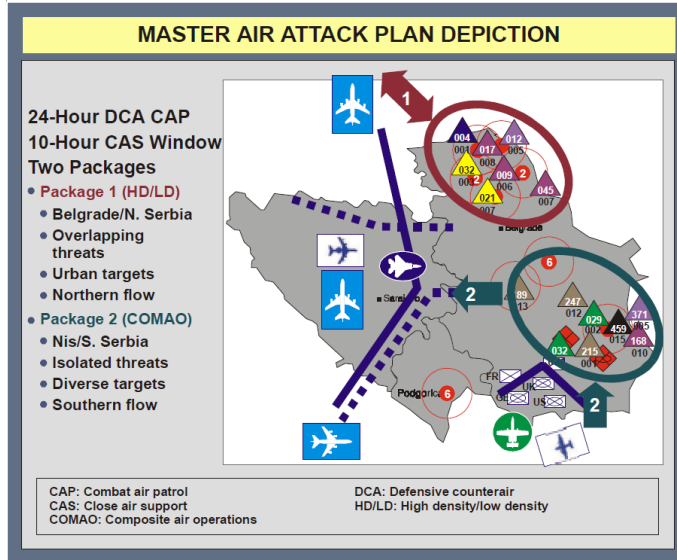 MASTER AIR ATTACK PLAN DEPICTION
24-Hour DCA CAP
10-Hour CAS Window
Two Packages
• Package 1 (HD/LD)
• Belgrade/N. Serbia
• Overlapping
threats
• Urban targets
• Northern flow
• Package 2 (COMAO)
• Nis/S. Serbia
• Isolated threats
• Diverse targets
• Southern flow
1
004
001
012
005
017
008
032
2
009
006
2
045
007
021
007
Belgrade
6
2
89
13
247
012
029
002
371
005
459
015
168
010
032
215
001
Podgorica
6
FR
UK
GE
US
2
CAP: Combat air patrol
CAS: Close air support
COMAO: Composite air operations
DCA: Defensive counterair
HD/LD: High density/low density